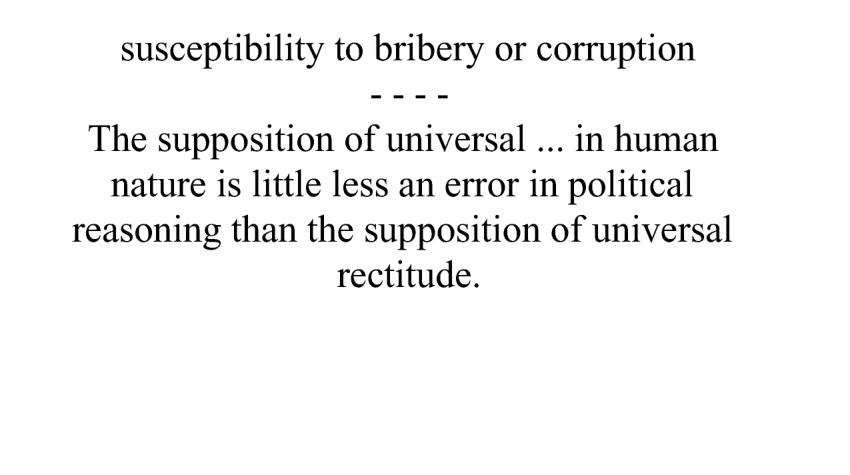 susceptibility to bribery or corruption
- - - -
The supposition of universal ... in human
nature is little less an error in political
reasoning than the supposition of universal
rectitude.